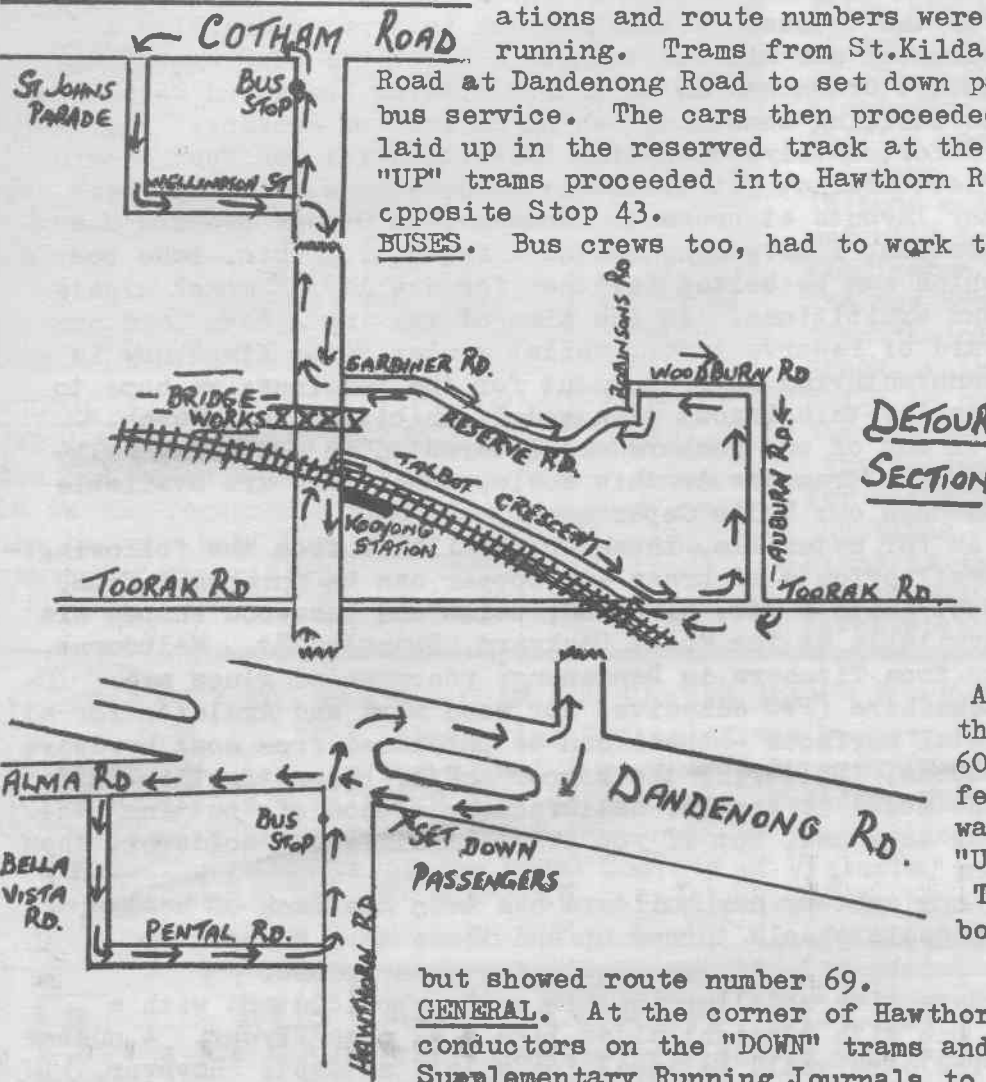 COTHAM ROAD
ations and route numbers were
running. Trams from St.Kilda
Road at Dandenong Road to set down p
bus service. The cars then proceede
laid up in the reserved track at the
"UP" trams proceeded into Hawthorn R
cpposite Stop 43.
BUSES. Bus crews too, had to work t
ST JOHNS
PARADE
BUS
STOP
WELLINGTON ST
GARDINER RD.
ROBINSONS RD
WOODBURN RD
BRIDGE
WORKS
RESERVE RD.
TALBOT CRESCENT
KOOYONG
STATION
AUBURN RD.
DETOUR
SECTION
TOORAK RD
TOORAK RD.
ALMA RD
BUS
STOP
DANDENONG RD.
SET DOWN
PASSENGERS
BELLA
VISTA
RD.
PENTAL RD.
HAWTHORN RD
A
th
60
fe
wa
"U
T
bo
but showed route number 69.
GENERAL. At the corner of Hawthor
conductors on the "DOWN" trams and
Supplementary Running Journals to